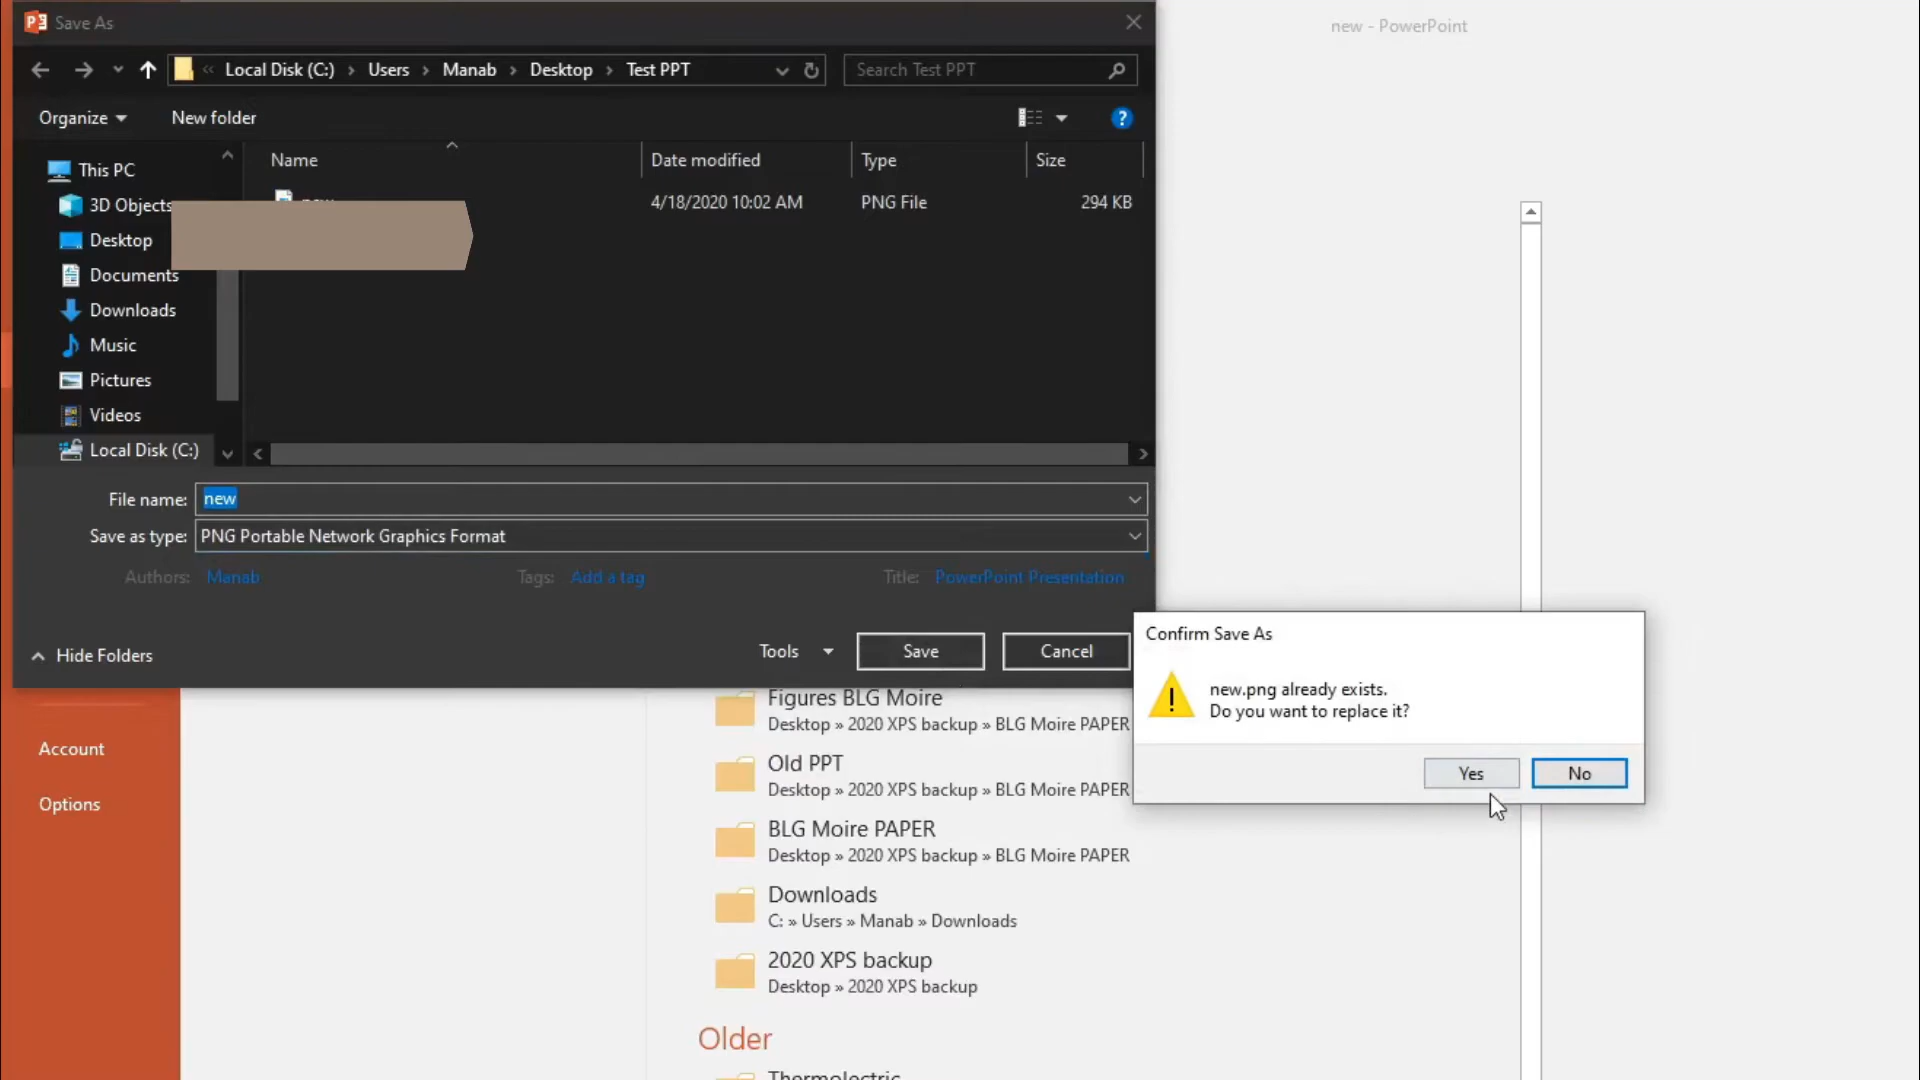 Save As
new - PowerPoint
« Local Disk (C:) › Users › Manab › Desktop › Test PPT
Search Test PPT
Organize
New folder
Name
Date modified
Type
Size
This PC
3D Objects
Desktop
Documents
Downloads
Music
Pictures
Videos
Local Disk (C:)
4/18/2020 10:02 AM
PNG File
294 KB
File name:
new
Save as type:
PNG Portable Network Graphics Format
Authors:
Manab
Tags:
Add a tag
Title:
PowerPoint Presentation
Hide Folders
Tools
Save
Cancel
Confirm Save As
new.png already exists.
Do you want to replace it?
Yes
No
Account
Options
Figures BLG Moire
Desktop » 2020 XPS backup » BLG Moire PAPER
Old PPT
Desktop » 2020 XPS backup » BLG Moire PAPER
BLG Moire PAPER
Desktop » 2020 XPS backup » BLG Moire PAPER
Downloads
C: » Users » Manab » Downloads
2020 XPS backup
Desktop » 2020 XPS backup
Older
Thermolectric